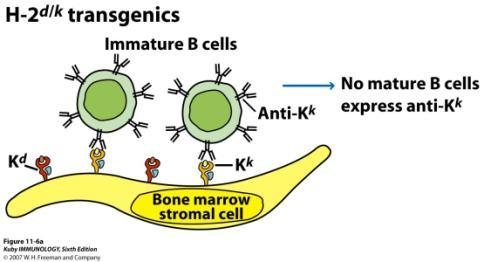 H-2d/k transgenics
Immature B cells
No mature B cells
express anti-Kk
Anti-Kk
Kd
Kk
Bone marrow
stromal cell
Figure 11-6a
Kuby IMMUNOLOGY, Sixth Edition
© 2007 W. H. Freeman and Company